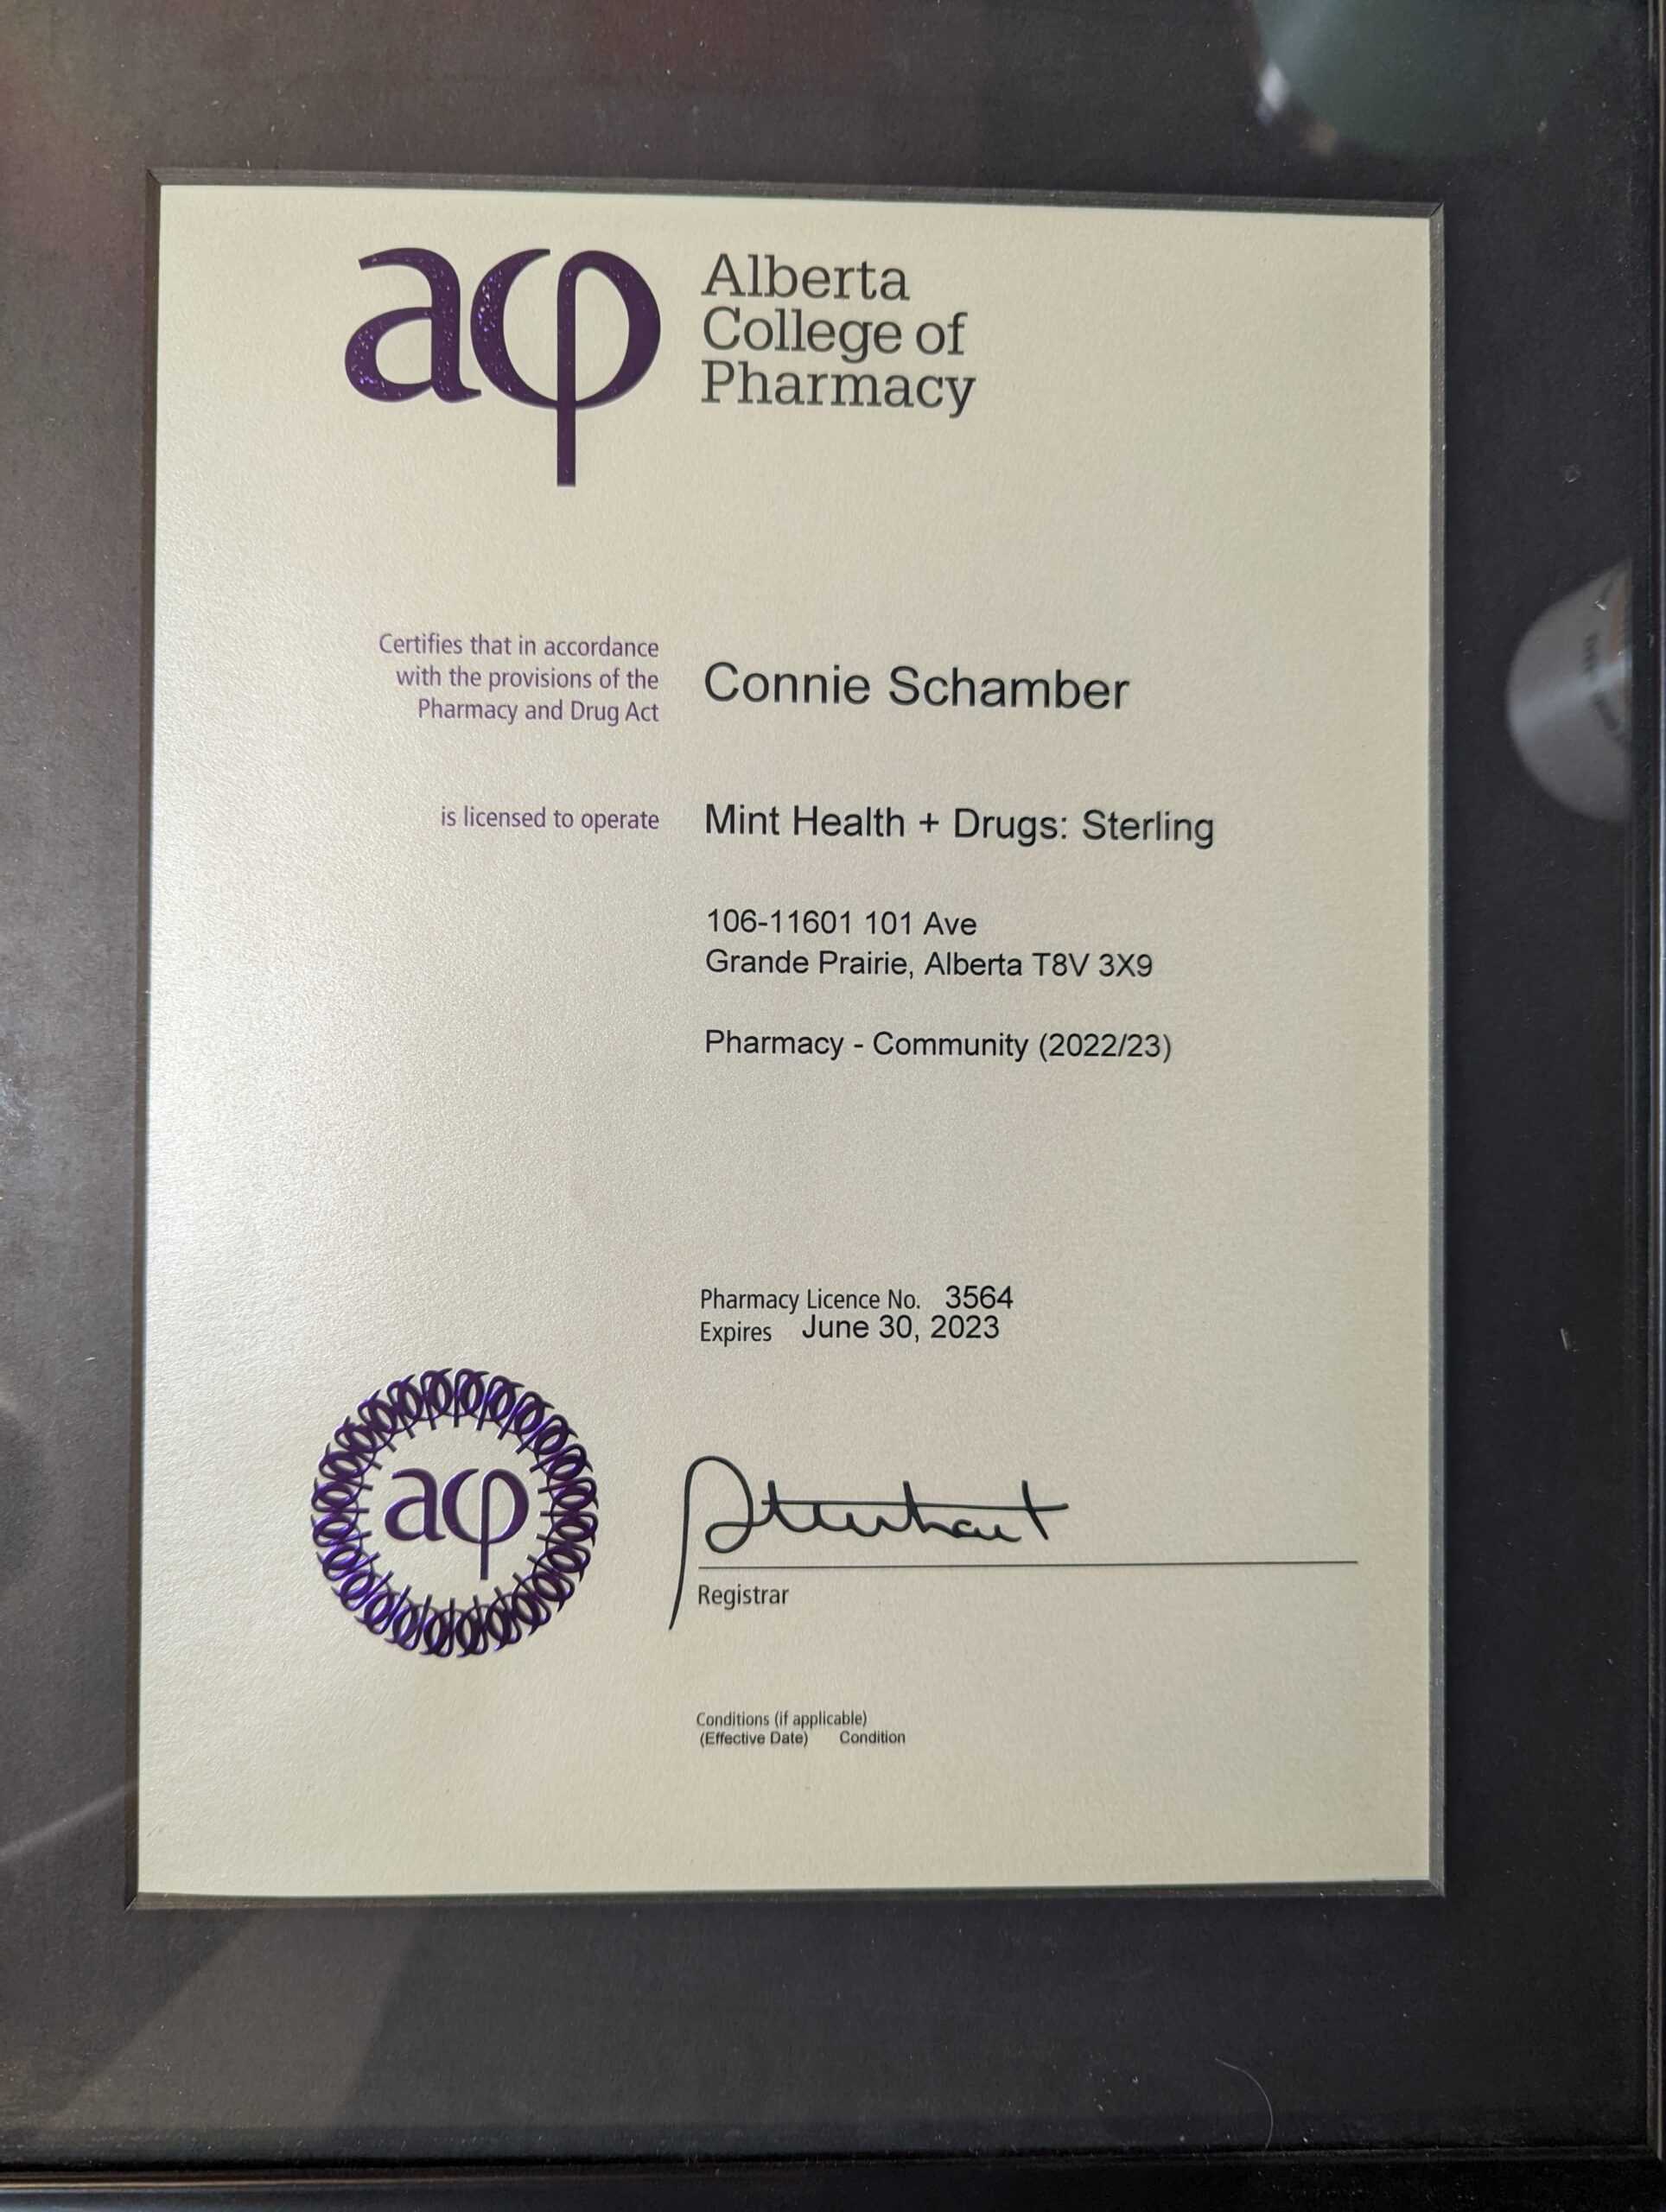 acp
Alberta
College of
Pharmacy
Certifies that in accordance
with the provisions of the
Pharmacy and Drug Act
Connie Schamber
is licensed to operate
Mint Health + Drugs: Sterling
106-11601 101 Ave
Grande Prairie, Alberta T8V 3X9
Pharmacy - Community (2022/23)
Pharmacy Licence No. 3564
Expires June 30, 2023
acp
Registrar
Conditions (if applicable)
(Effective Date) Condition